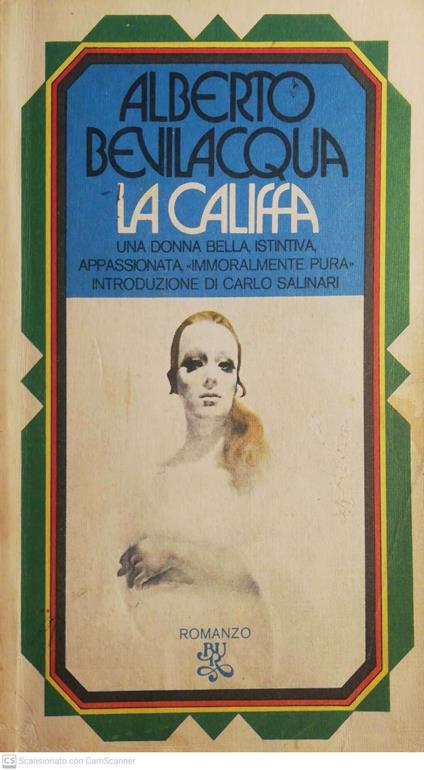 ALBERTO
BEVILACQUA
LA CALIFFA
UNA DONNA BELLA, ISTINTIVA,
APPASSIONATA, «IMMORALMENTE PURA»
INTRODUZIONE DI CARLO SALINARI
ROMANZO
BUR
CS Scansionato con CamScanner